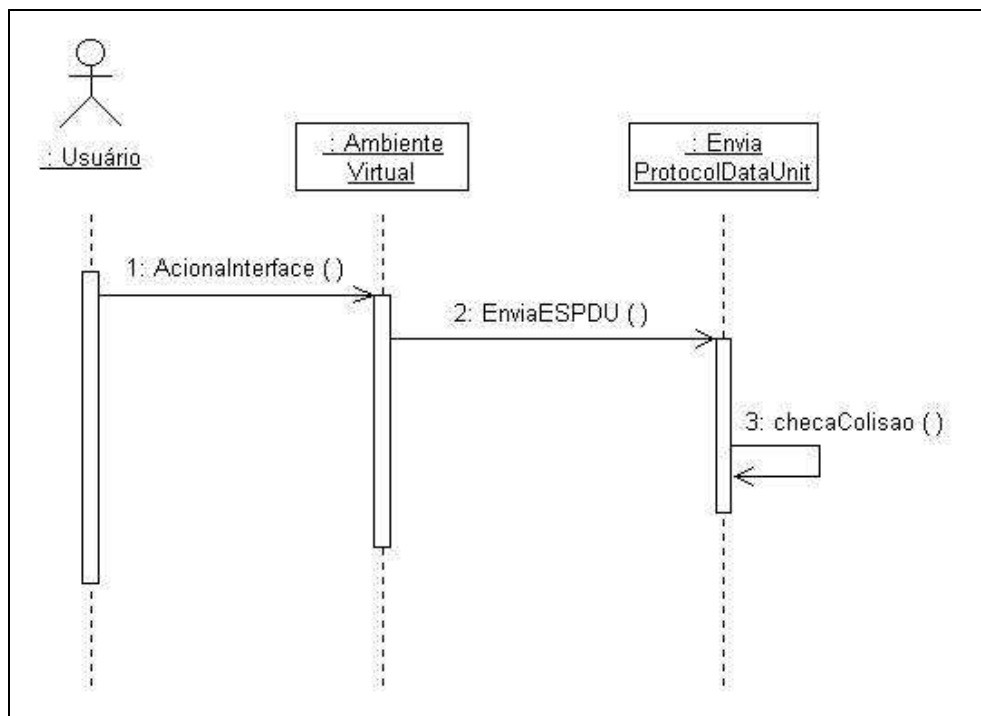 : Usuário
: Ambiente
Virtual
: Envia
ProtocolDataUnit
1: AcionaInterface ( )
2: EnviaESPDU ( )
3: checaColisao ( )